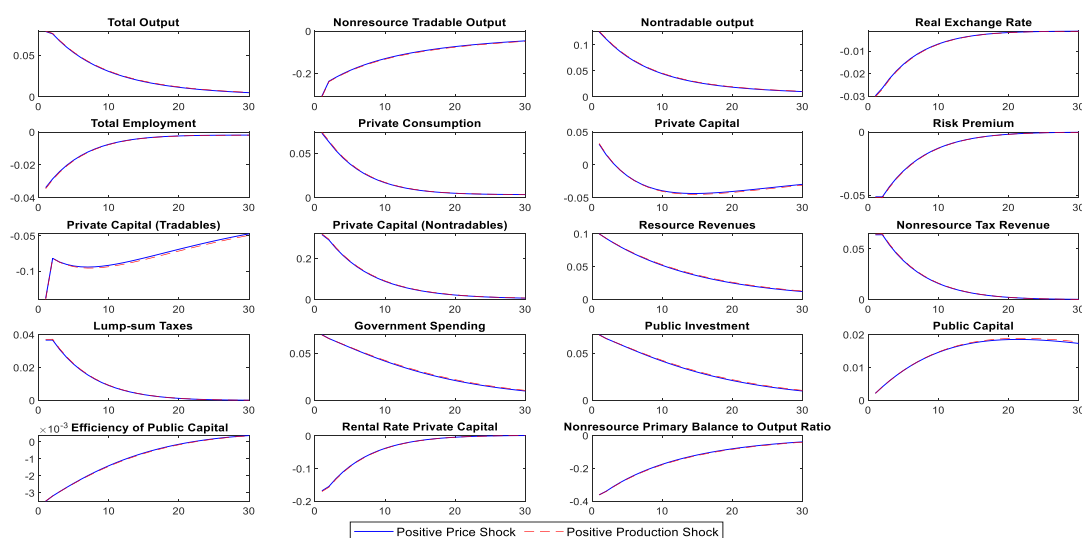 Total Output
Nonresource Tradable Output
Nontradable output
Real Exchange Rate
0.05
0
0 10 20 30
0
-0.2
0 10 20 30
0.1
0.05
0
0 10 20 30
-0.01
-0.02
-0.03
0 10 20 30
Total Employment
Private Consumption
Private Capital
Risk Premium
0
-0.02
-0.04
0 10 20 30
0.05
0
0 10 20 30
0.05
0
-0.05
0 10 20 30
0
-0.05
0 10 20 30
Private Capital (Tradables)
Private Capital (Nontradables)
Resource Revenues
Nonresource Tax Revenue
-0.05
-0.1
0 10 20 30
0.2
0
0 10 20 30
0.1
0.05
0
0 10 20 30
0.05
0
0 10 20 30
Lump-sum Taxes
Government Spending
Public Investment
Public Capital
0.04
0.02
0
0 10 20 30
0.05
0
0 10 20 30
0.05
0
0 10 20 30
0.02
0.01
0
0 10 20 30
×10-3 Efficiency of Public Capital
Rental Rate Private Capital
Nonresource Primary Balance to Output Ratio
0
-1
-2
-3
0 10 20 30
0
-0.1
-0.2
0 10 20 30
0
-0.2
-0.4
0 10 20 30
Positive Price Shock Positive Production Shock